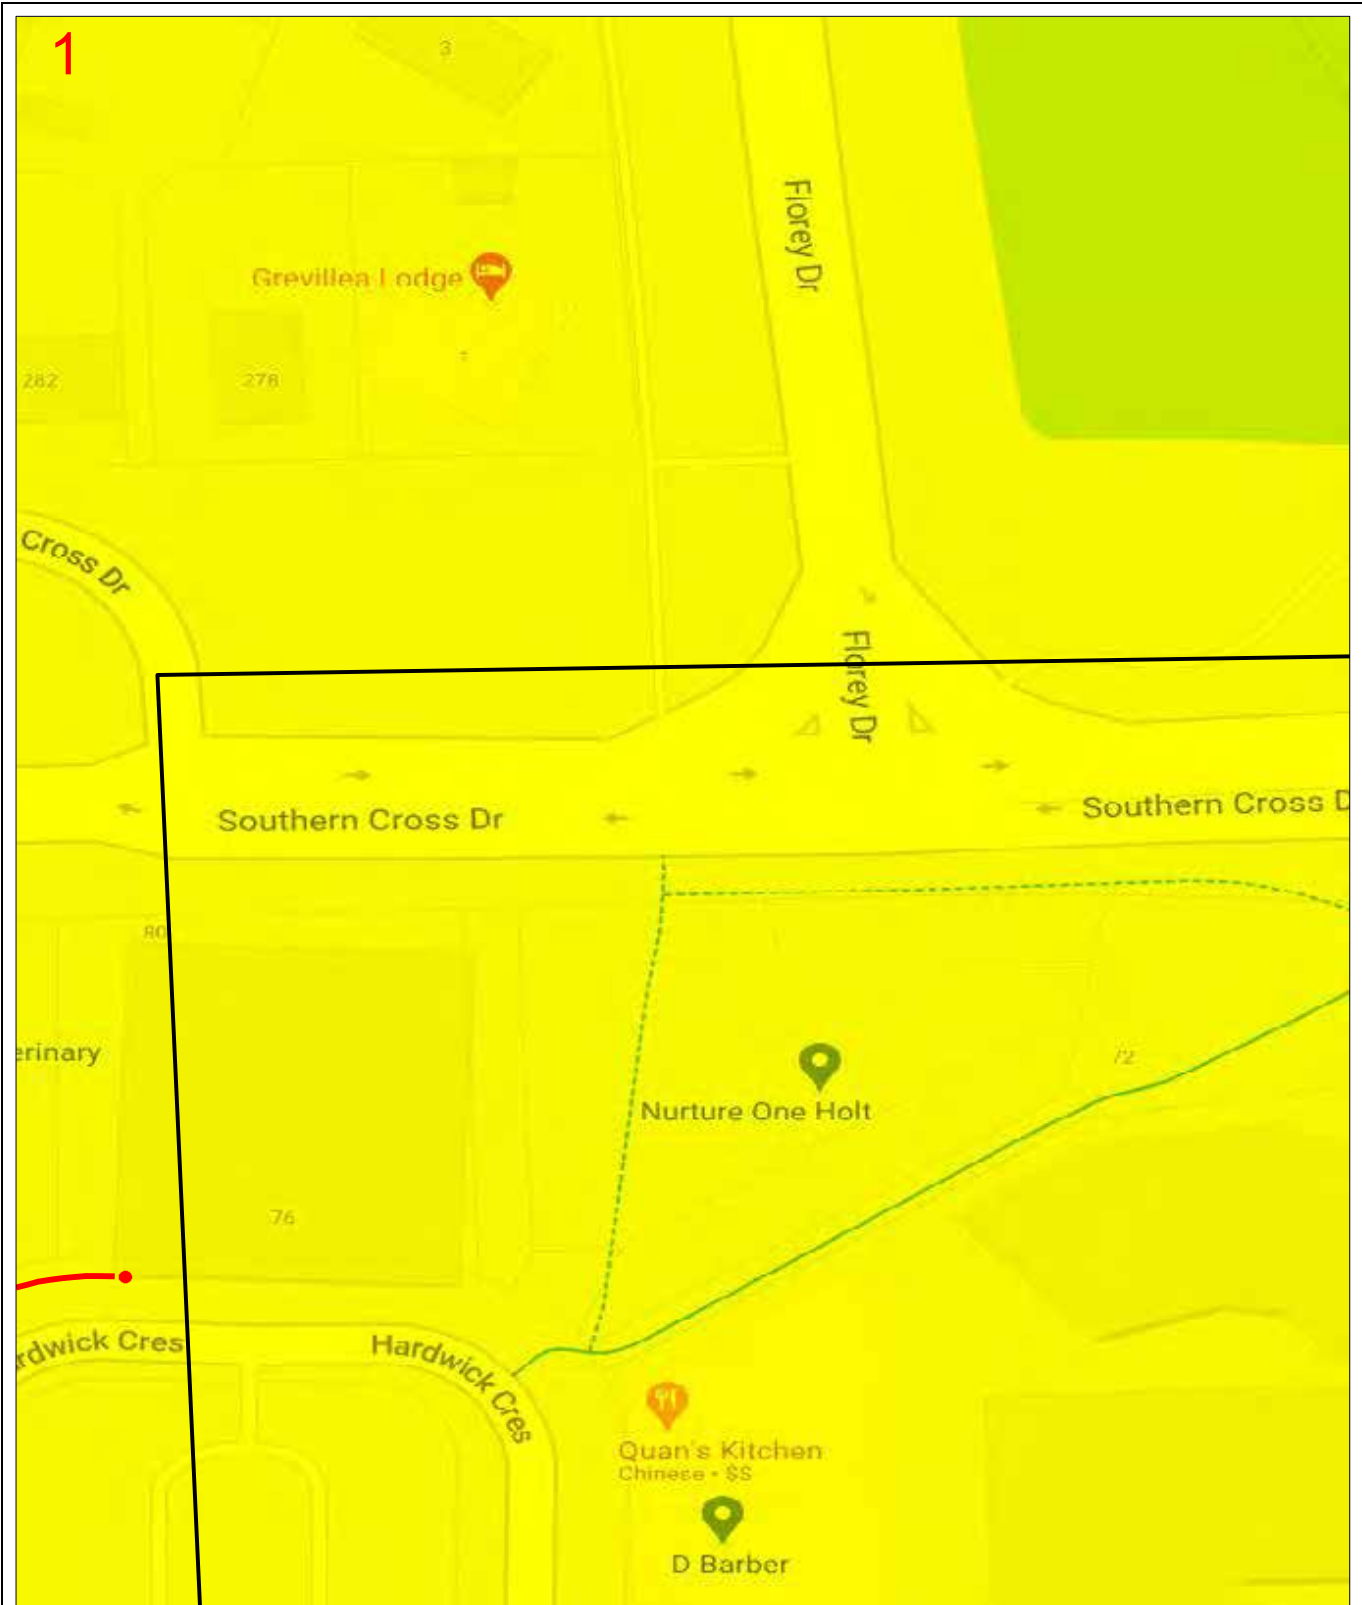 1
3
Florey Dr
Grevillea Lodge
1
282
278
Cross Dr
Florey Dr
Southern Cross Dr
Southern Cross D
80
erinary
72
Nurture One Holt
76
rdwick Cres
Hardwick Cres
Quan's Kitchen
Chinese • $$
D Barber